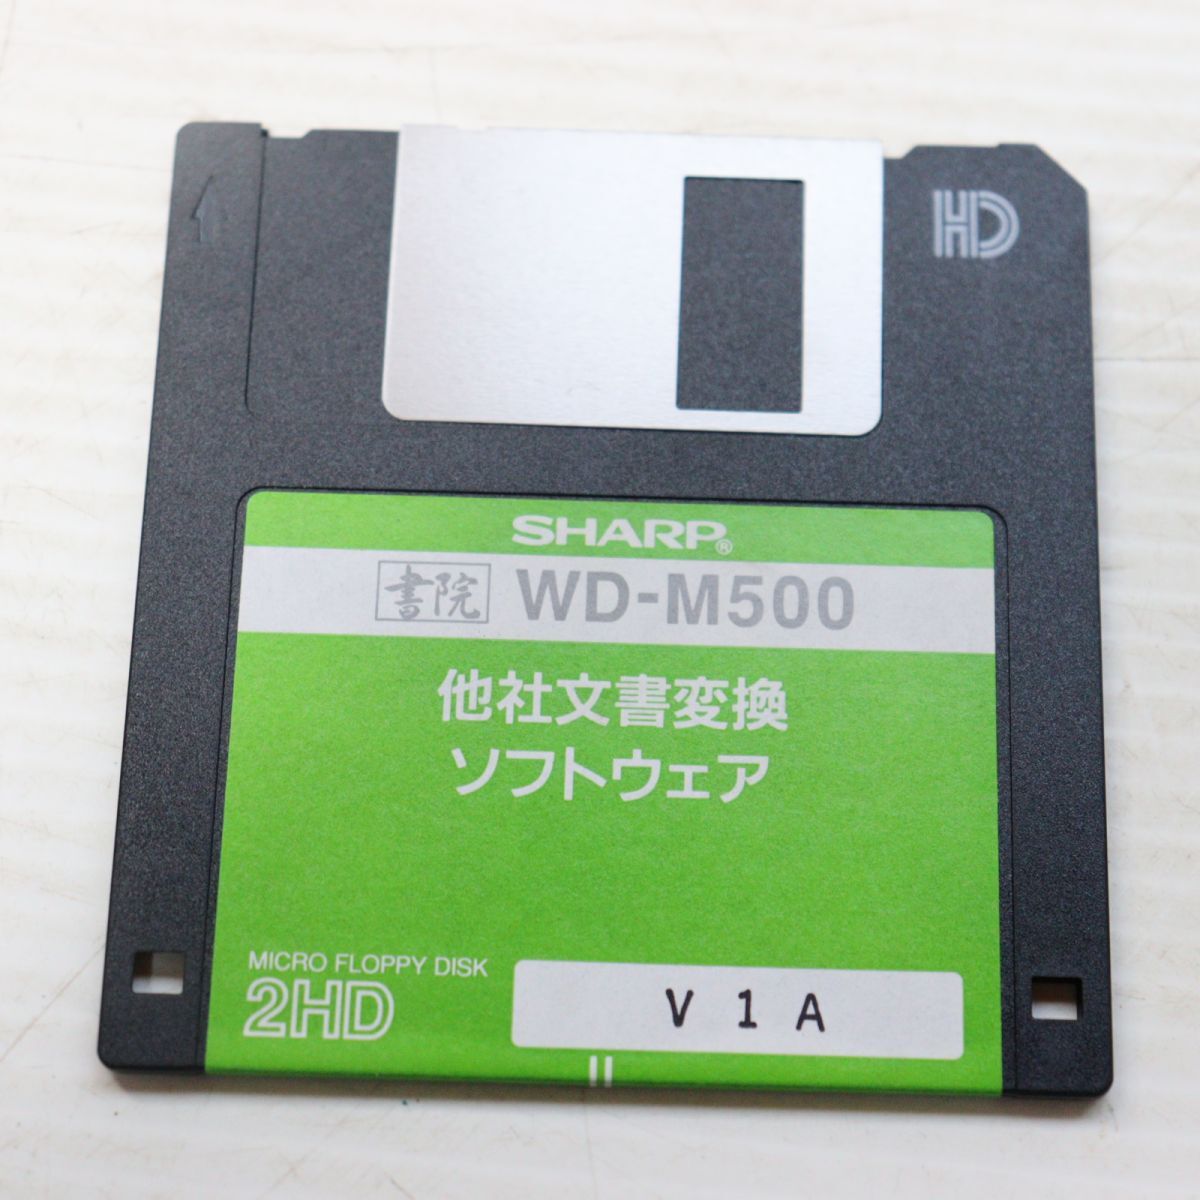 HD
SHARP®
書院 WD-M500
他社文書変換
ソフトウェア
MICRO FLOPPY DISK
2HD
V 1 A